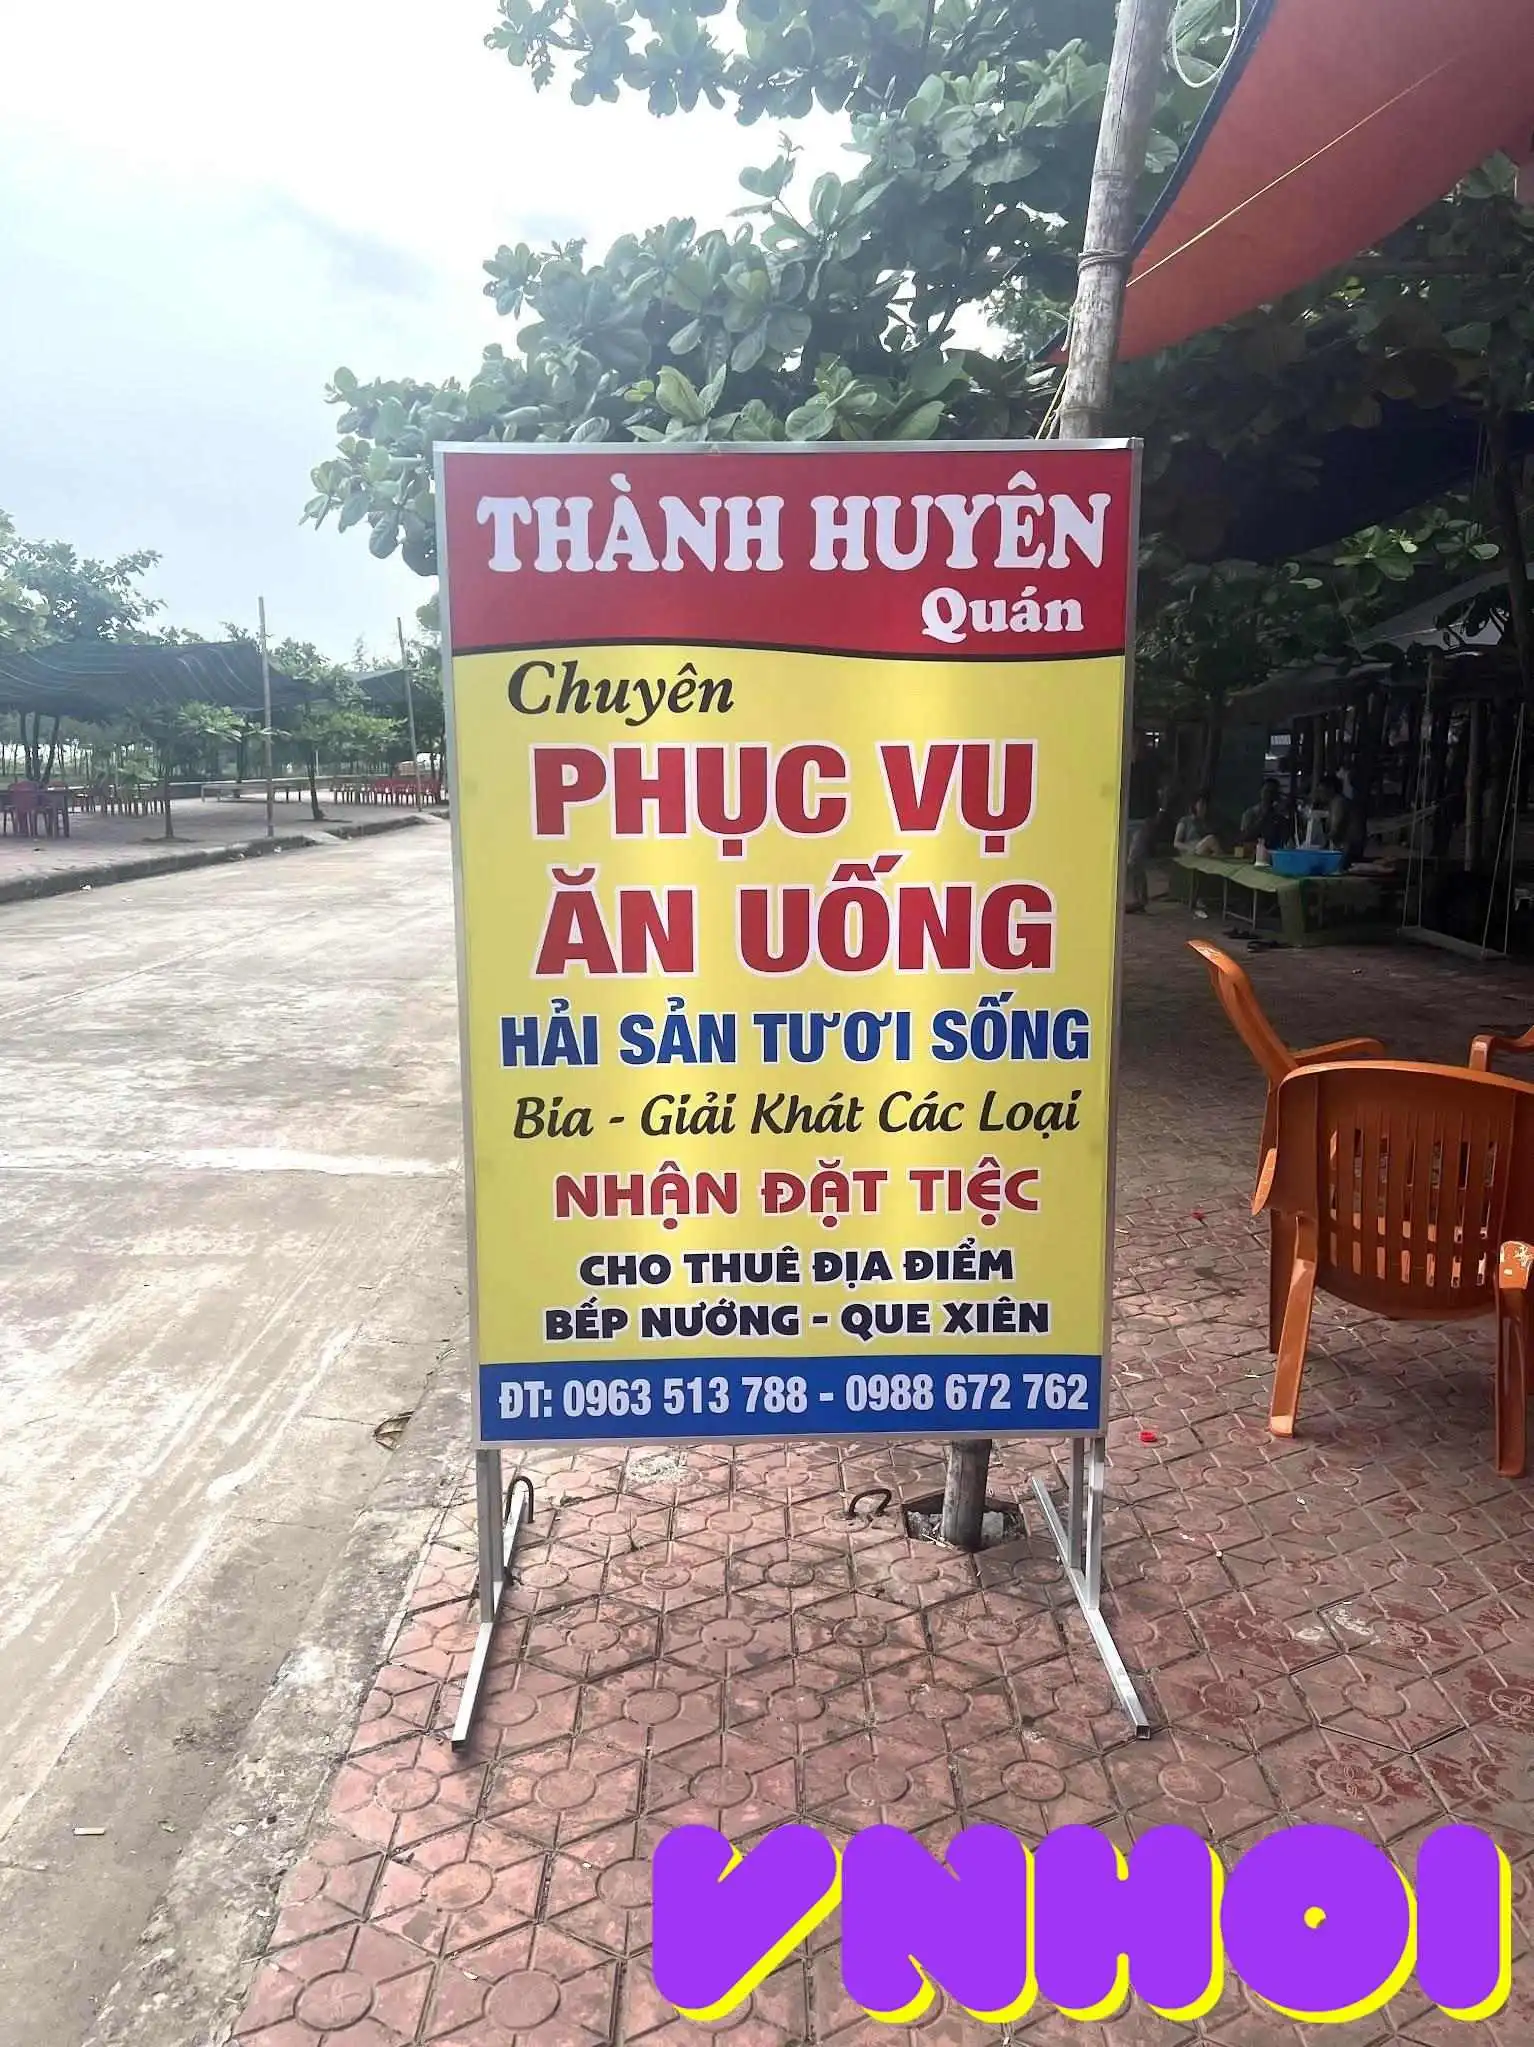 THÀNH HUYÊN
Quán
Chuyên
PHỤC VỤ
ĂN UỐNG
HẢI SẢN TƯƠI SỐNG
Bia - Giải Khát Các Loại
NHẬN ĐẶT TIỆC
CHO THUÊ ĐỊA ĐIỂM
BẾP NƯỚNG - QUE XIÊN
ĐT: 0963 513 788 - 0988 672 762
VNHOI